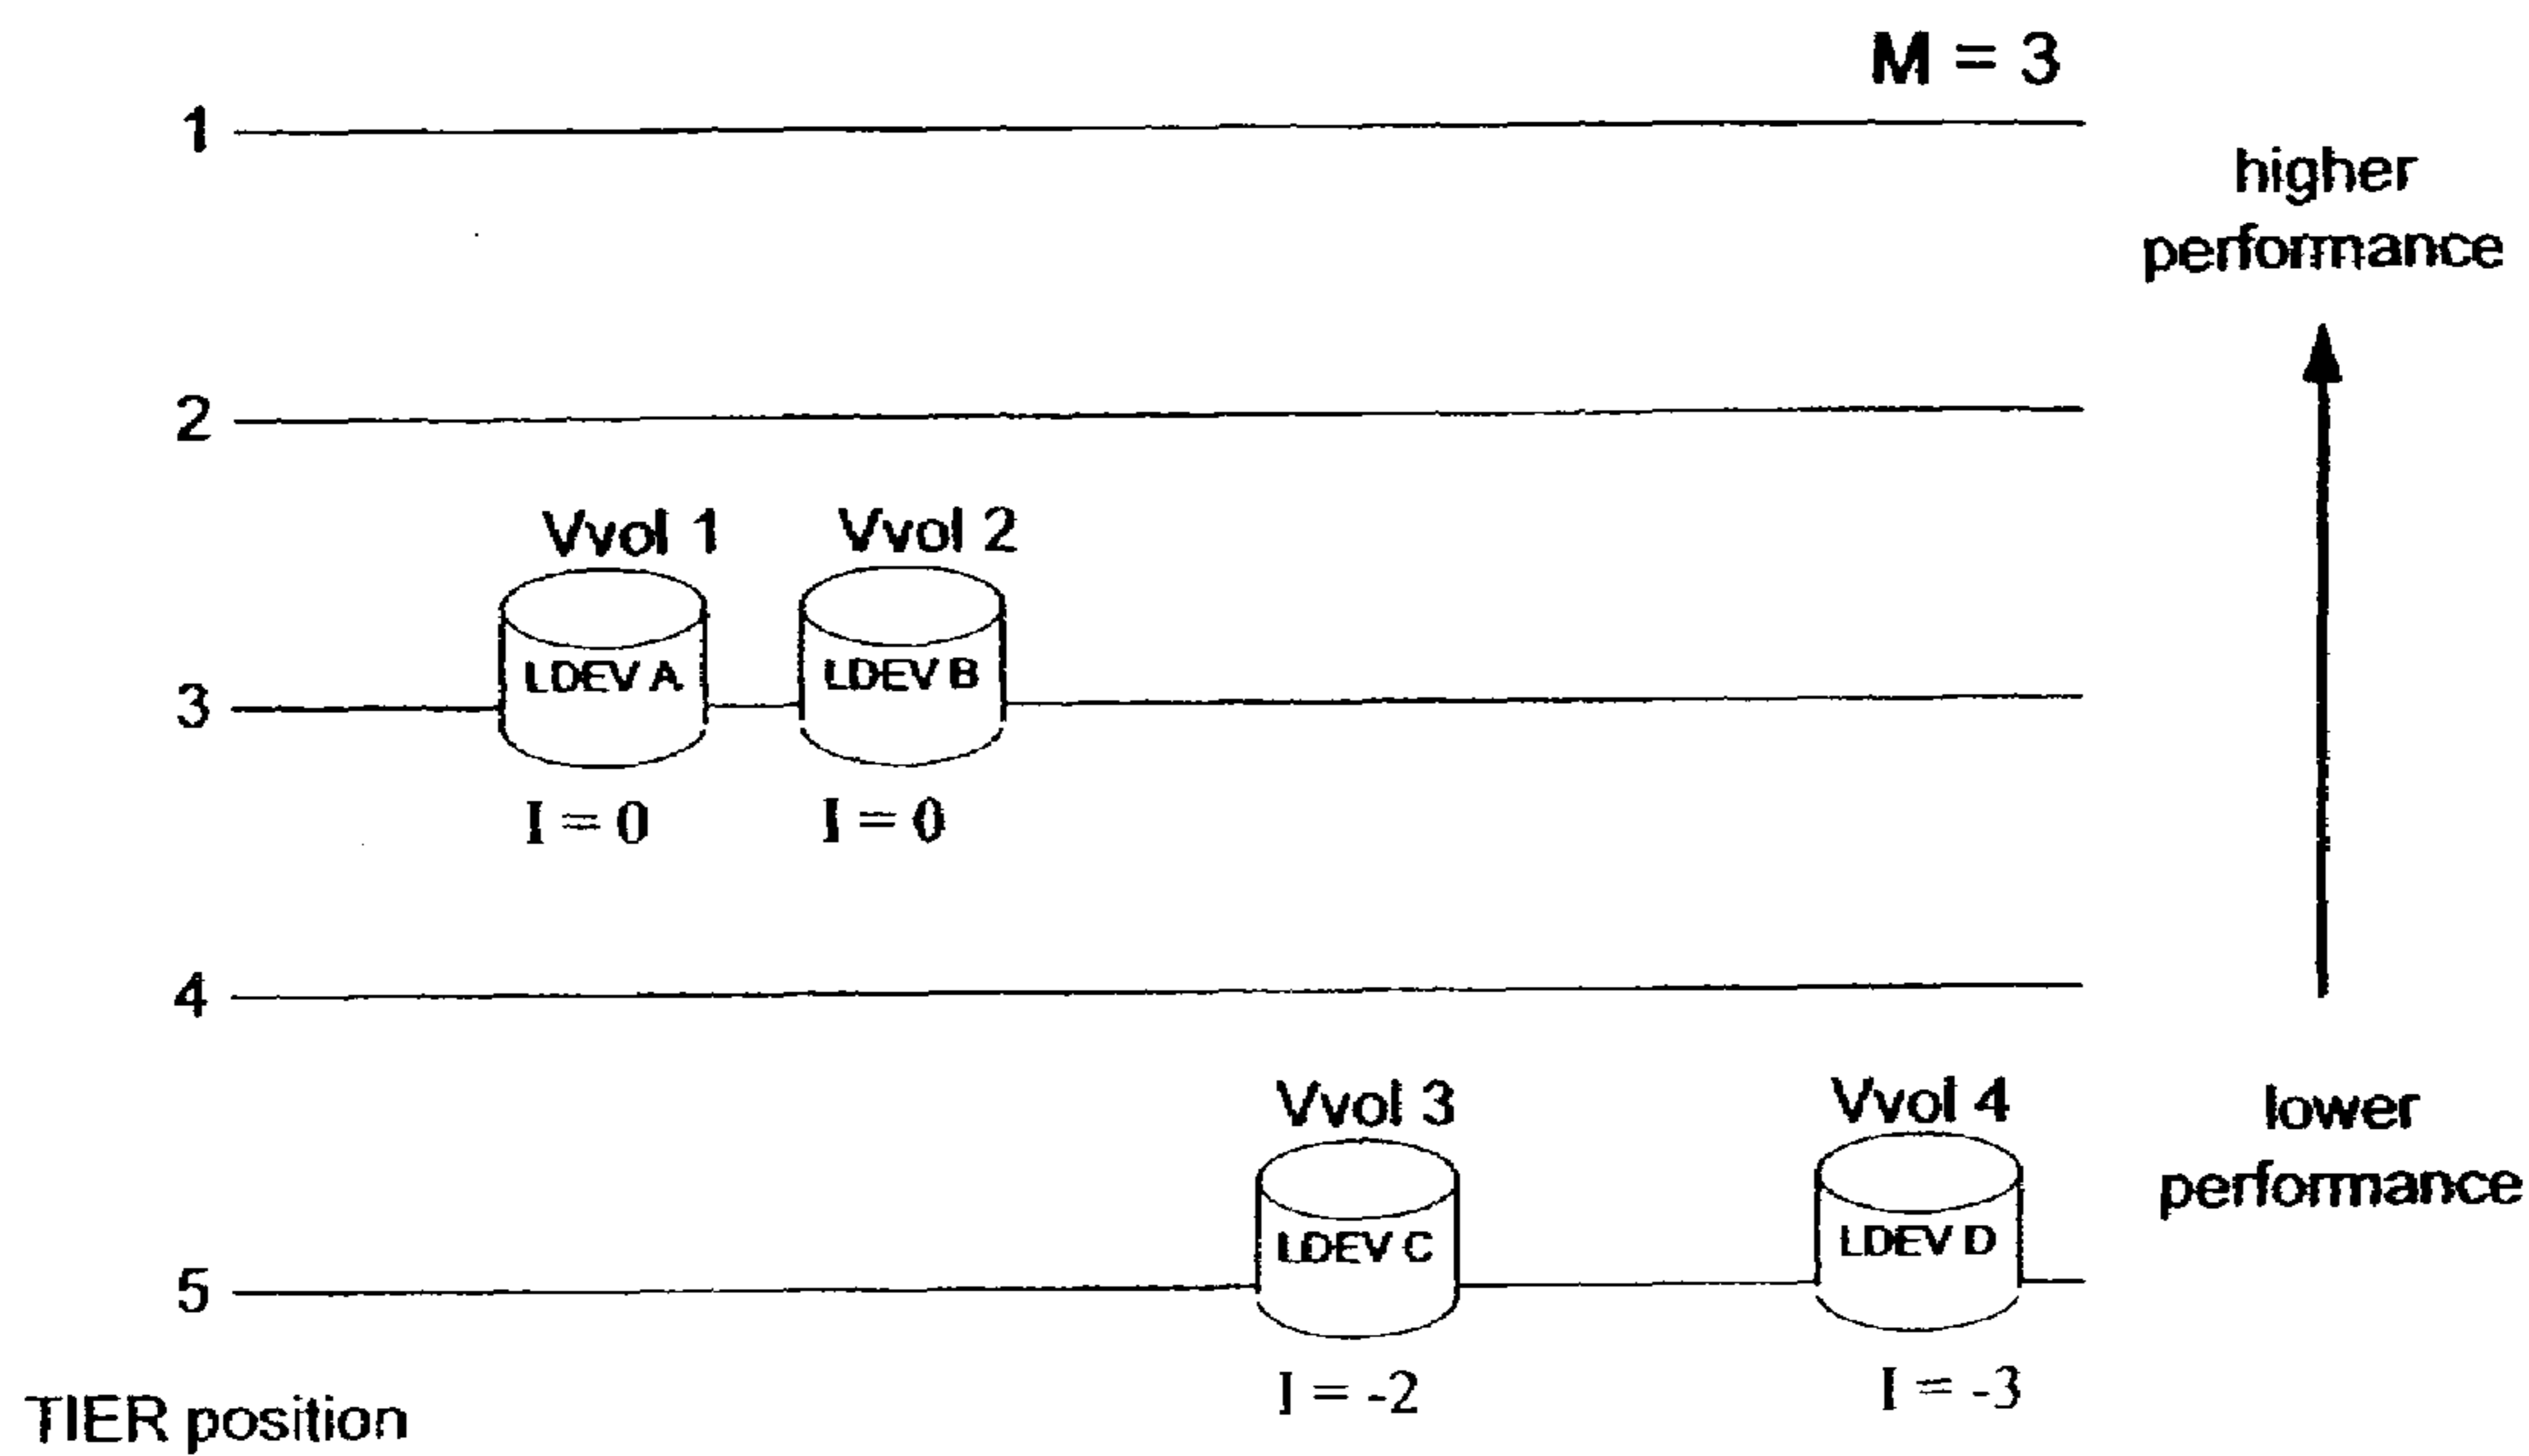 M = 3
1
higher
performance
2
Vvol 1 Vvol 2
LDEV A LDEV B
3
I = 0 I = 0
4
Vvol 3 Vvol 4
lower
performance
LDEV C LDEV D
5
I = -2 I = -3
TIER position